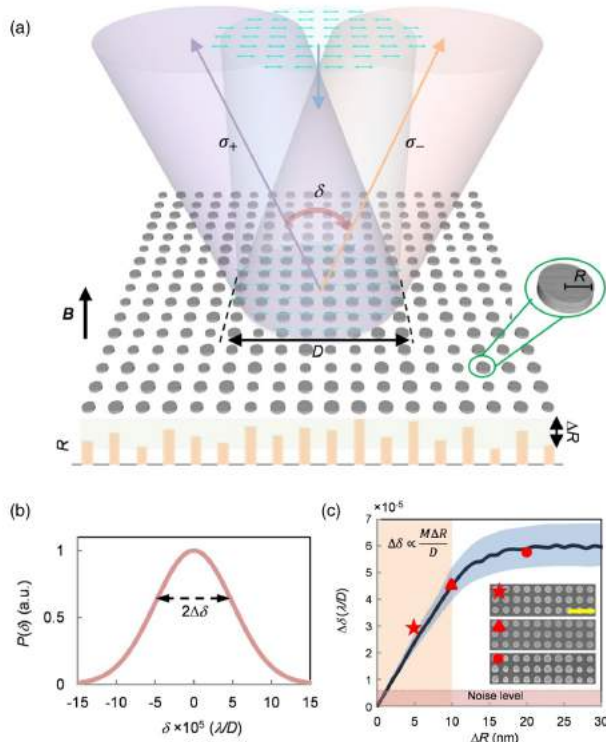 (a)
σ₊
σ₋
δ
R
B
D
R
ΔR
(b)
P(δ) (a.u.)
1
0.5
0
2Δδ
-15 -10 -5 0 5 10 15
δ ×10⁵ (λ/D)
(c)
×10⁻⁵
Δδ (λ/D)
7
6
5
4
3
2
1
0
Δδ ∝ MΔR/D
Noise level
0 5 10 15 20 25 30
ΔR (nm)